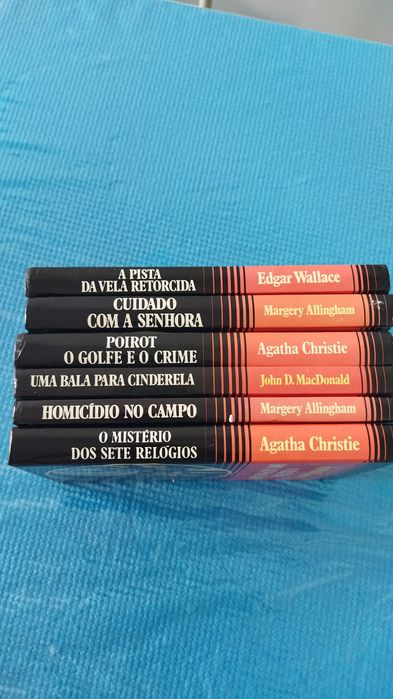 A PISTA
DA VELA RETORCIDA
Edgar Wallace
CUIDADO
COM A SENHORA
Margery Allingham
POIROT
O GOLFE E O CRIME
Agatha Christie
UMA BALA PARA CINDERELA
John D. MacDonald
HOMICÍDIO NO CAMPO
Margery Allingham
O MISTÉRIO
DOS SETE RELÓGIOS
Agatha Christie